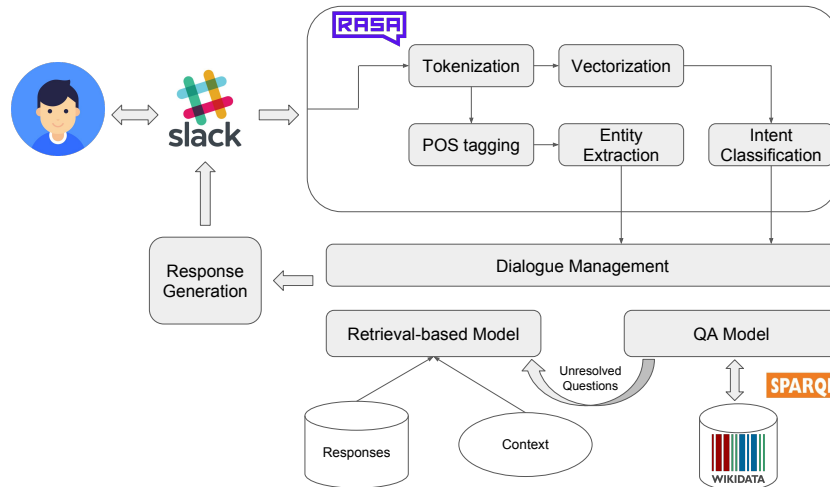 RASA
Tokenization
Vectorization
slack
POS tagging
Entity
Extraction
Intent
Classification
Response
Generation
Dialogue Management
Retrieval-based Model
QA Model
Unresolved
Questions
SPARQL
Responses
Context
WIKIDATA